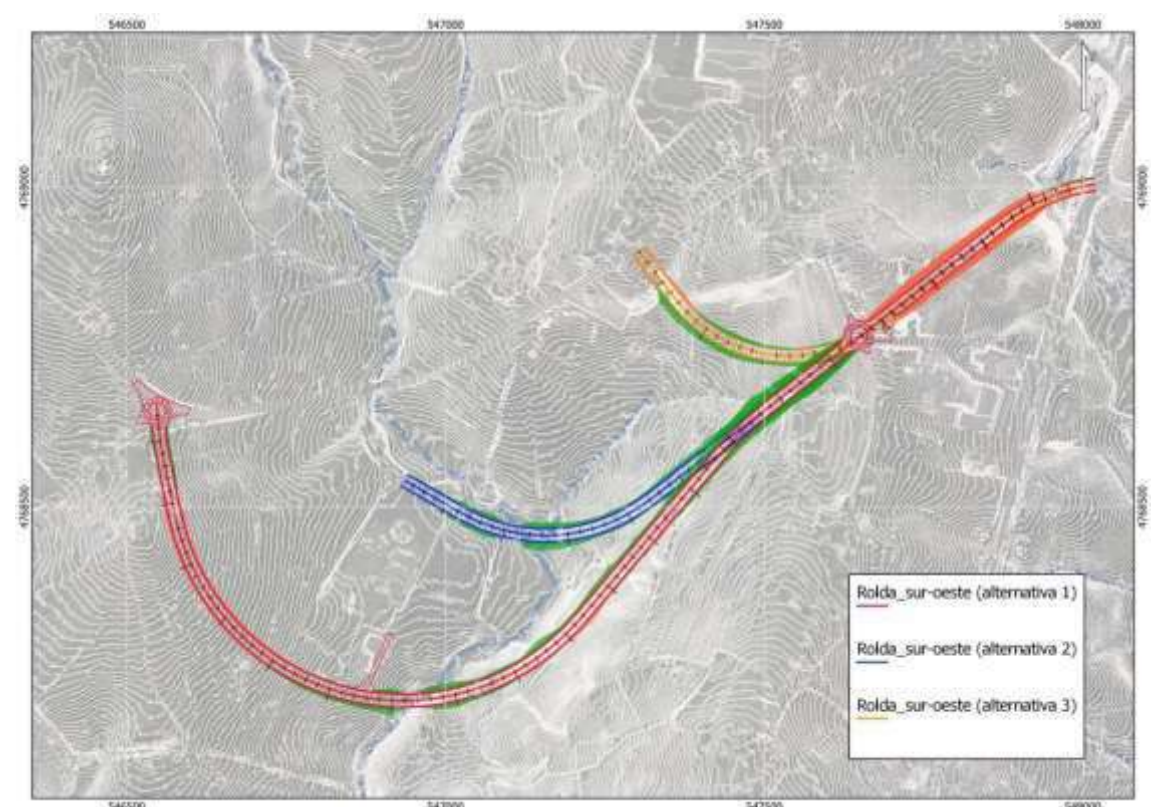 546500 547000 547500 548000
4769000 4769000
4768500 4768500
Rolda_sur-oeste (alternativa 1)
Rolda_sur-oeste (alternativa 2)
Rolda_sur-oeste (alternativa 3)
546500 547000 547500 548000